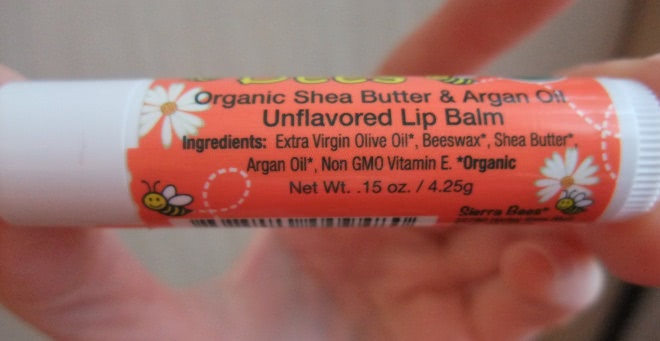 Bees
Organic Shea Butter & Argan Oil
Unflavored Lip Balm
Ingredients: Extra Virgin Olive Oil*, Beeswax*, Shea Butter*,
Argan Oil*, Non GMO Vitamin E. *Organic
Net Wt. .15 oz. / 4.25g
Sierra Bees®